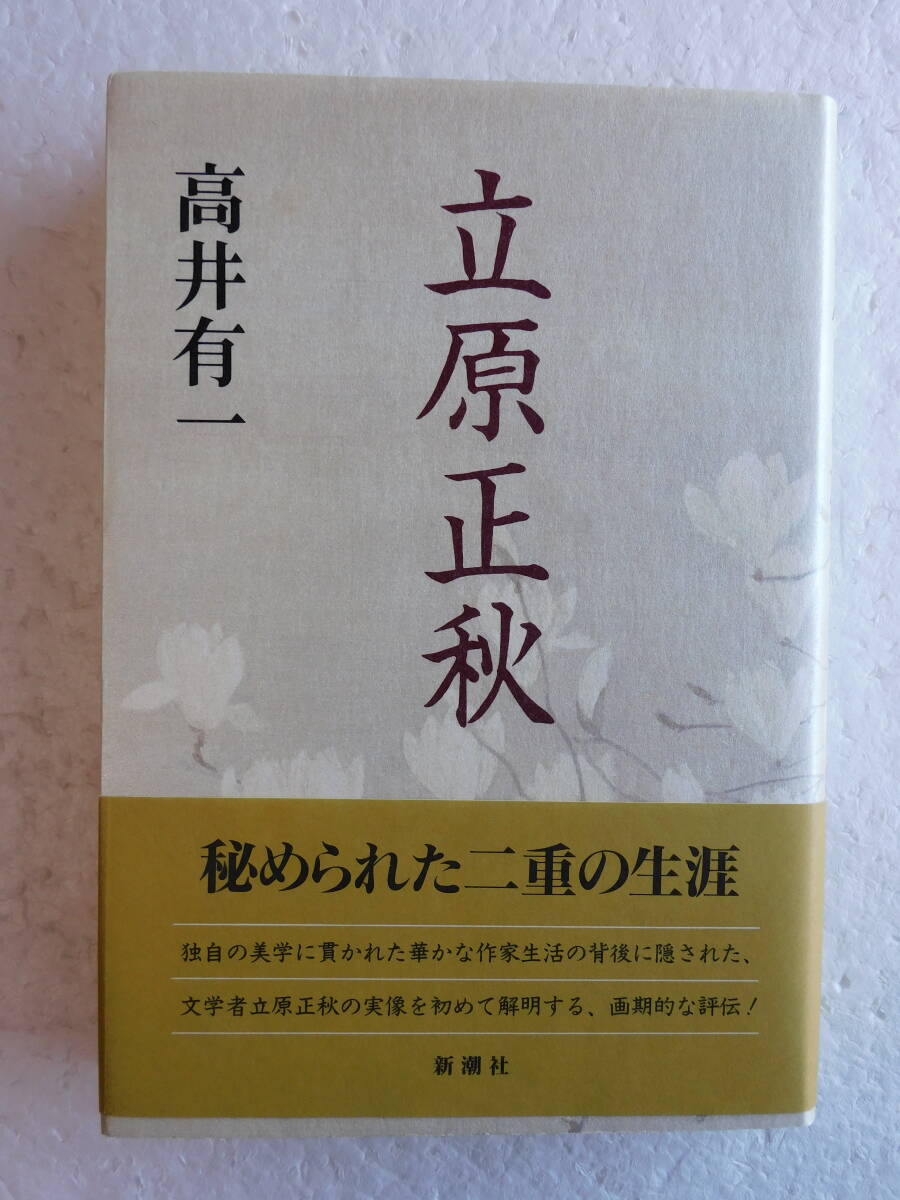 立原正秋
高井有一
秘められた二重の生涯
独自の美学に貫かれた華かな作家生活の背後に隠された、
文学者立原正秋の実像を初めて解明する、画期的な評伝！
新潮社